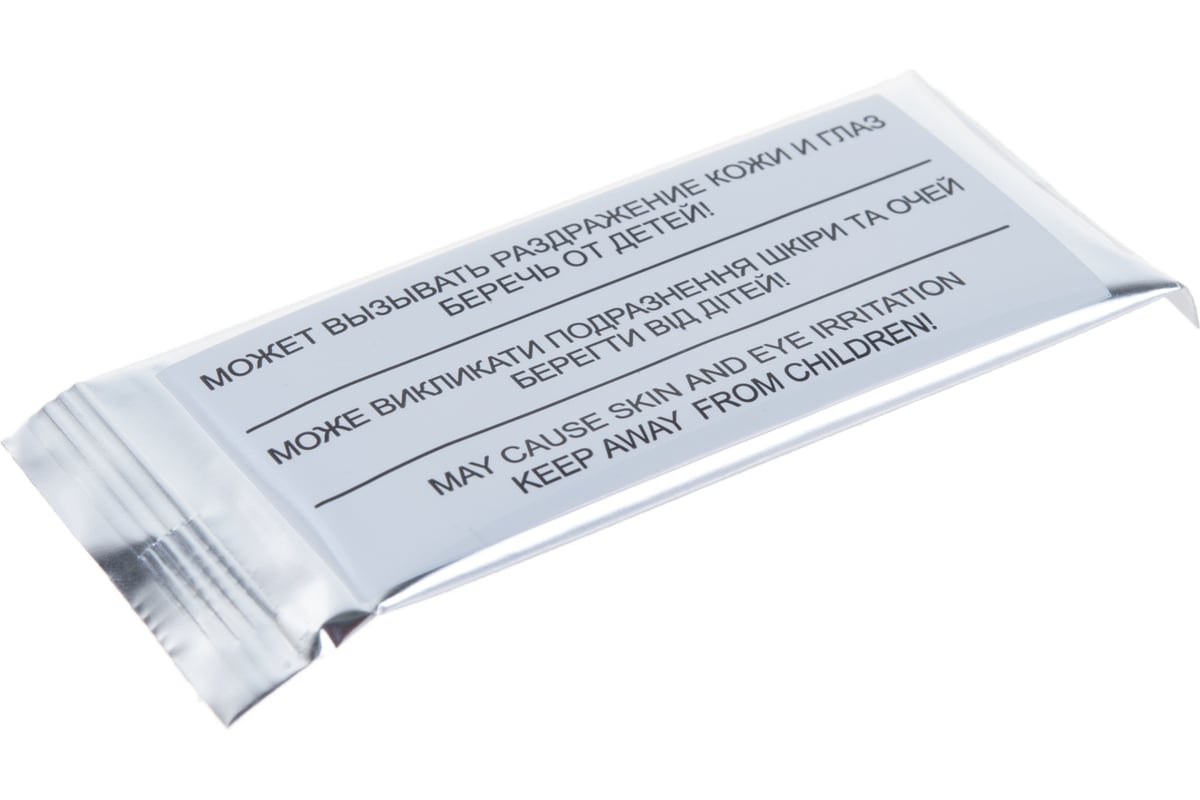 МОЖЕТ ВЫЗЫВАТЬ РАЗДРАЖЕНИЕ КОЖИ И ГЛАЗ
БЕРЕЧЬ ОТ ДЕТЕЙ!
МОЖЕ ВИКЛИКАТИ ПОДРАЗНЕННЯ ШКІРИ ТА ОЧЕЙ
БЕРЕГТИ ВІД ДІТЕЙ!
MAY CAUSE SKIN AND EYE IRRITATION
KEEP AWAY FROM CHILDREN!